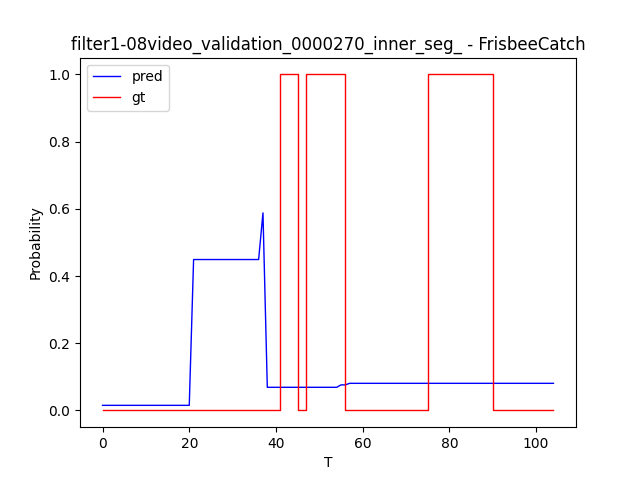 filter1-08video_validation_0000270_inner_seg_ - FrisbeeCatch
pred
gt
1.0
0.8
0.6
0.4
0.2
0.0
Probability
0 20 40 60 80 100
T